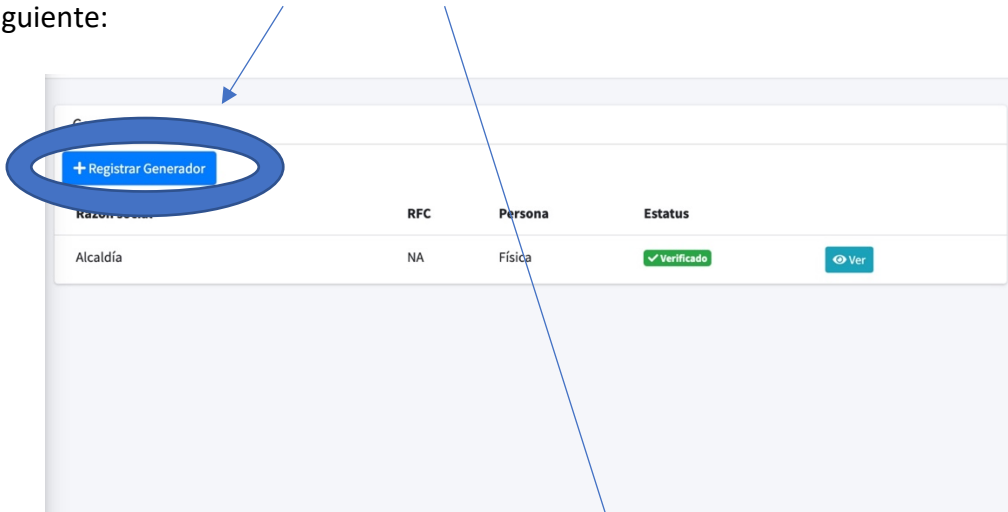 guiente:
+ Registrar Generador
RFC Persona Estatus
Alcaldía NA Física ✓ Verificado Ver